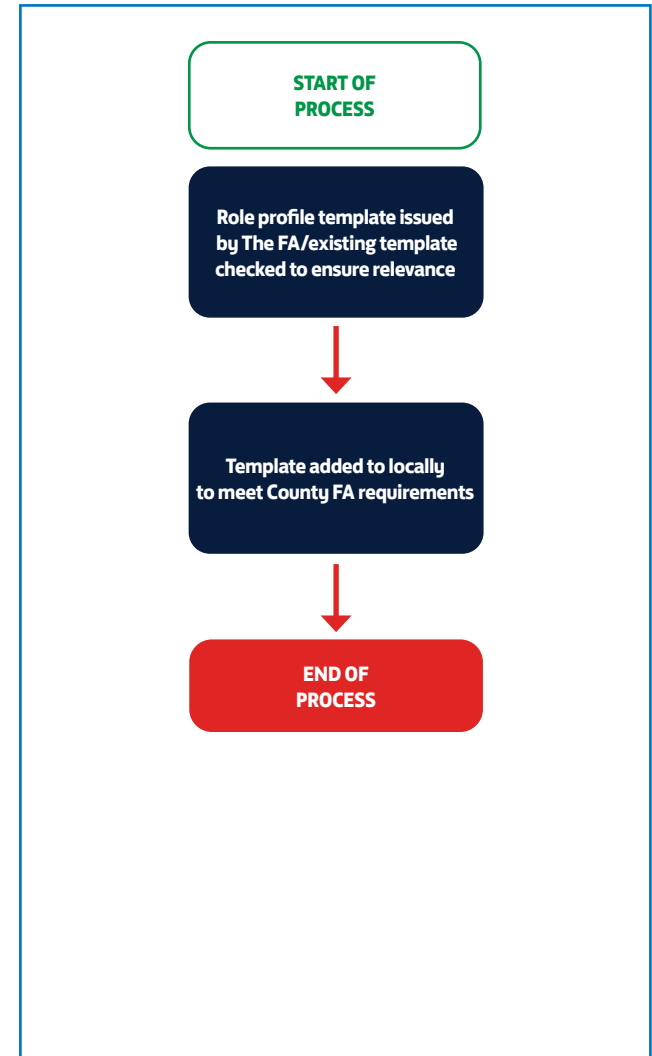 START OF
PROCESS
Role profile template issued
by The FA/existing template
checked to ensure relevance
Template added to locally
to meet County FA requirements
END OF
PROCESS